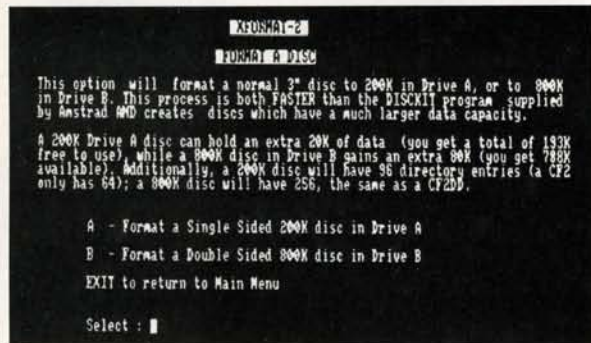 XFORMAT-2
FORMAT A DISC
This option will format a normal 3" disc to 200K in Drive A, or to 800K
in Drive B. This process is both FASTER than the DISCKIT program supplied
by Amstrad AND creates discs which have a much larger data capacity.
A 200K Drive A disc can hold an extra 20K of data (you get a total of 193K
free to use), while a 800K disc in Drive B gains an extra 80K (you get 788K
available). Additionally, a 200K disc will have 96 directory entries (a CF2
only has 64); a 800K disc will have 256, the same as a CF2DD.
A - Format a Single Sided 200K disc in Drive A
B - Format a Double Sided 800K disc in Drive B
EXIT to return to Main Menu
Select :